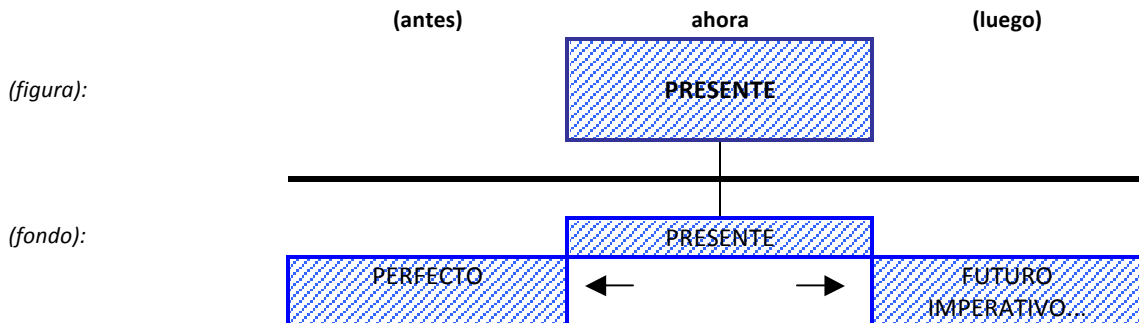 (antes) ahora (luego)
(figura): PRESENTE
(fondo): PRESENTE
PERFECTO FUTURO
IMPERATIVO...